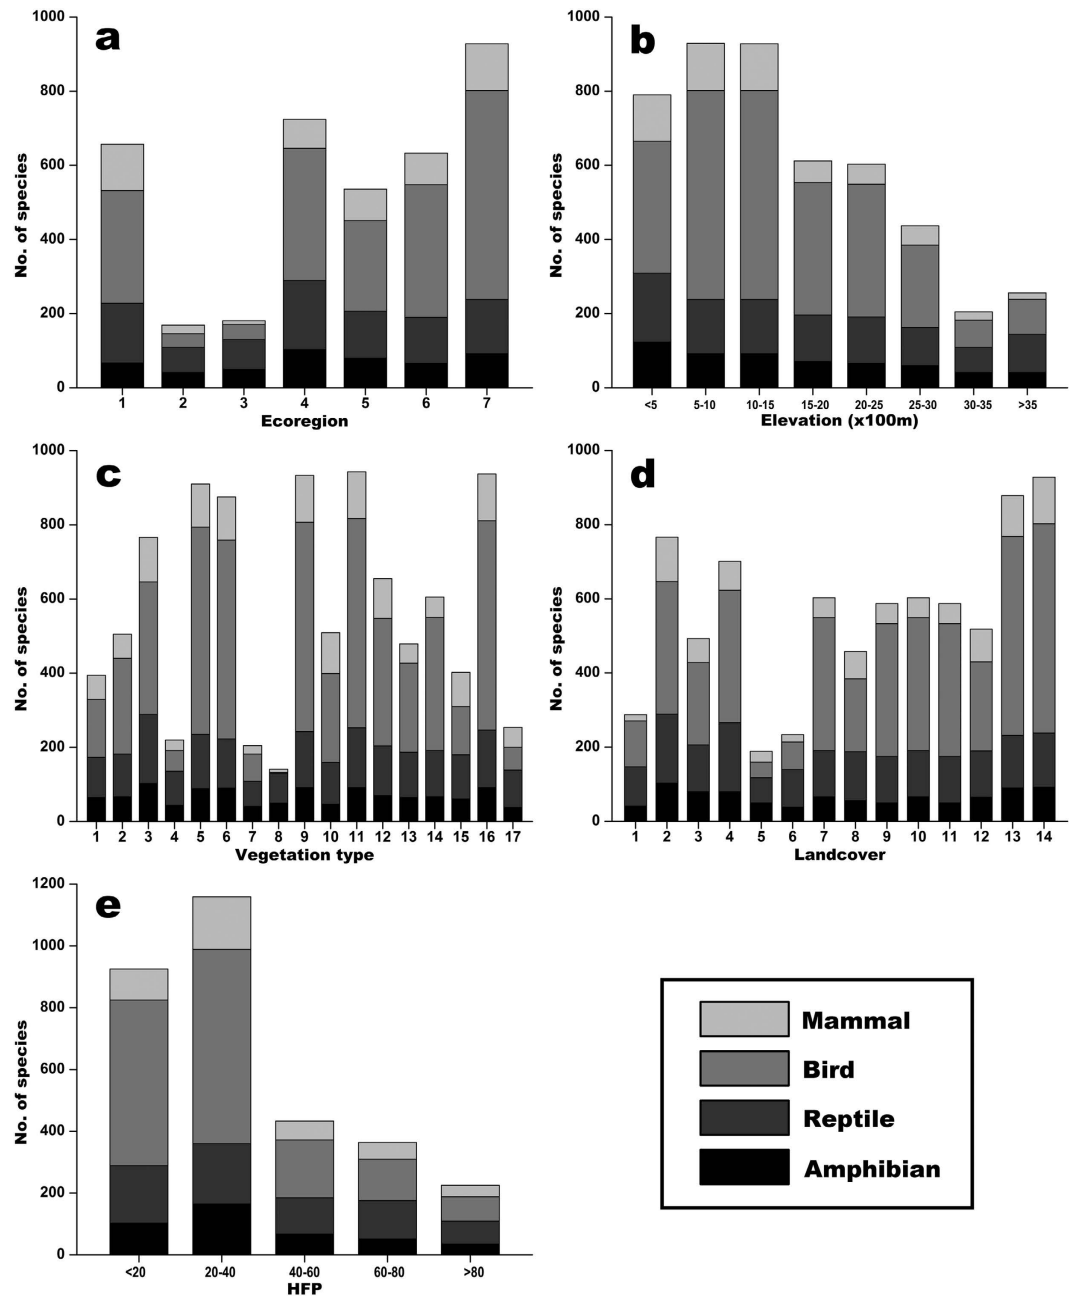 a
1000
800
600
400
200
0
No. of species
1 2 3 4 5 6 7
Ecoregion
b
1000
800
600
400
200
0
No. of species
<5 5-10 10-15 15-20 20-25 25-30 30-35 >35
Elevation (x100m)
c
1000
800
600
400
200
0
No. of species
1 2 3 4 5 6 7 8 9 10 11 12 13 14 15 16 17
Vegetation type
d
1000
800
600
400
200
0
No. of species
1 2 3 4 5 6 7 8 9 10 11 12 13 14
Landcover
e
1200
1000
800
600
400
200
0
No. of species
<20 20-40 40-60 60-80 >80
HFP
Mammal
Bird
Reptile
Amphibian